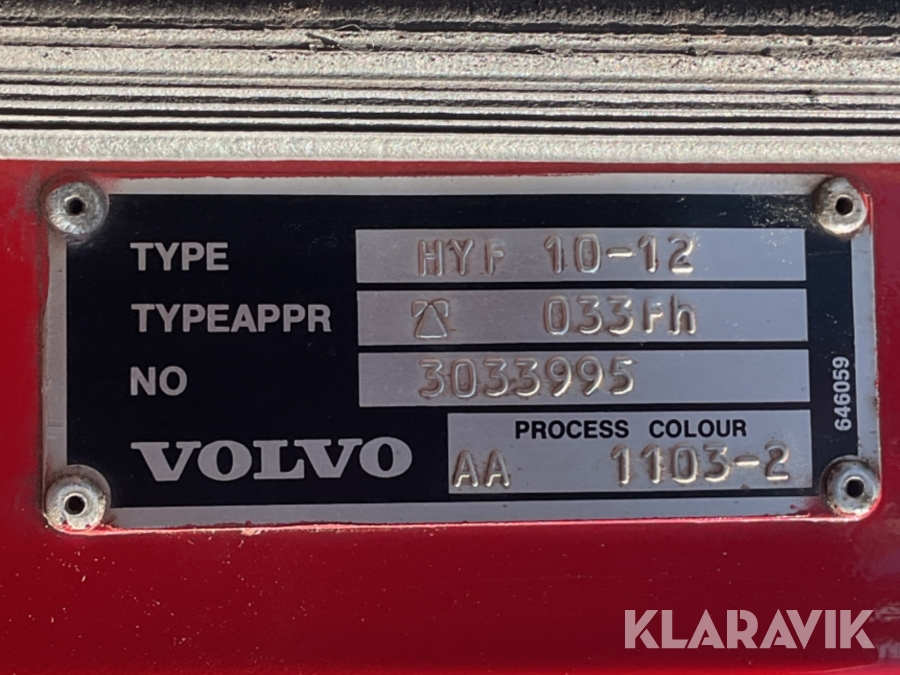 TYPE HYF 10-12
TYPEAPPR 033Fh
NO 3033995
VOLVO
PROCESS COLOUR
AA 1103-2
646059
KLARAVIK